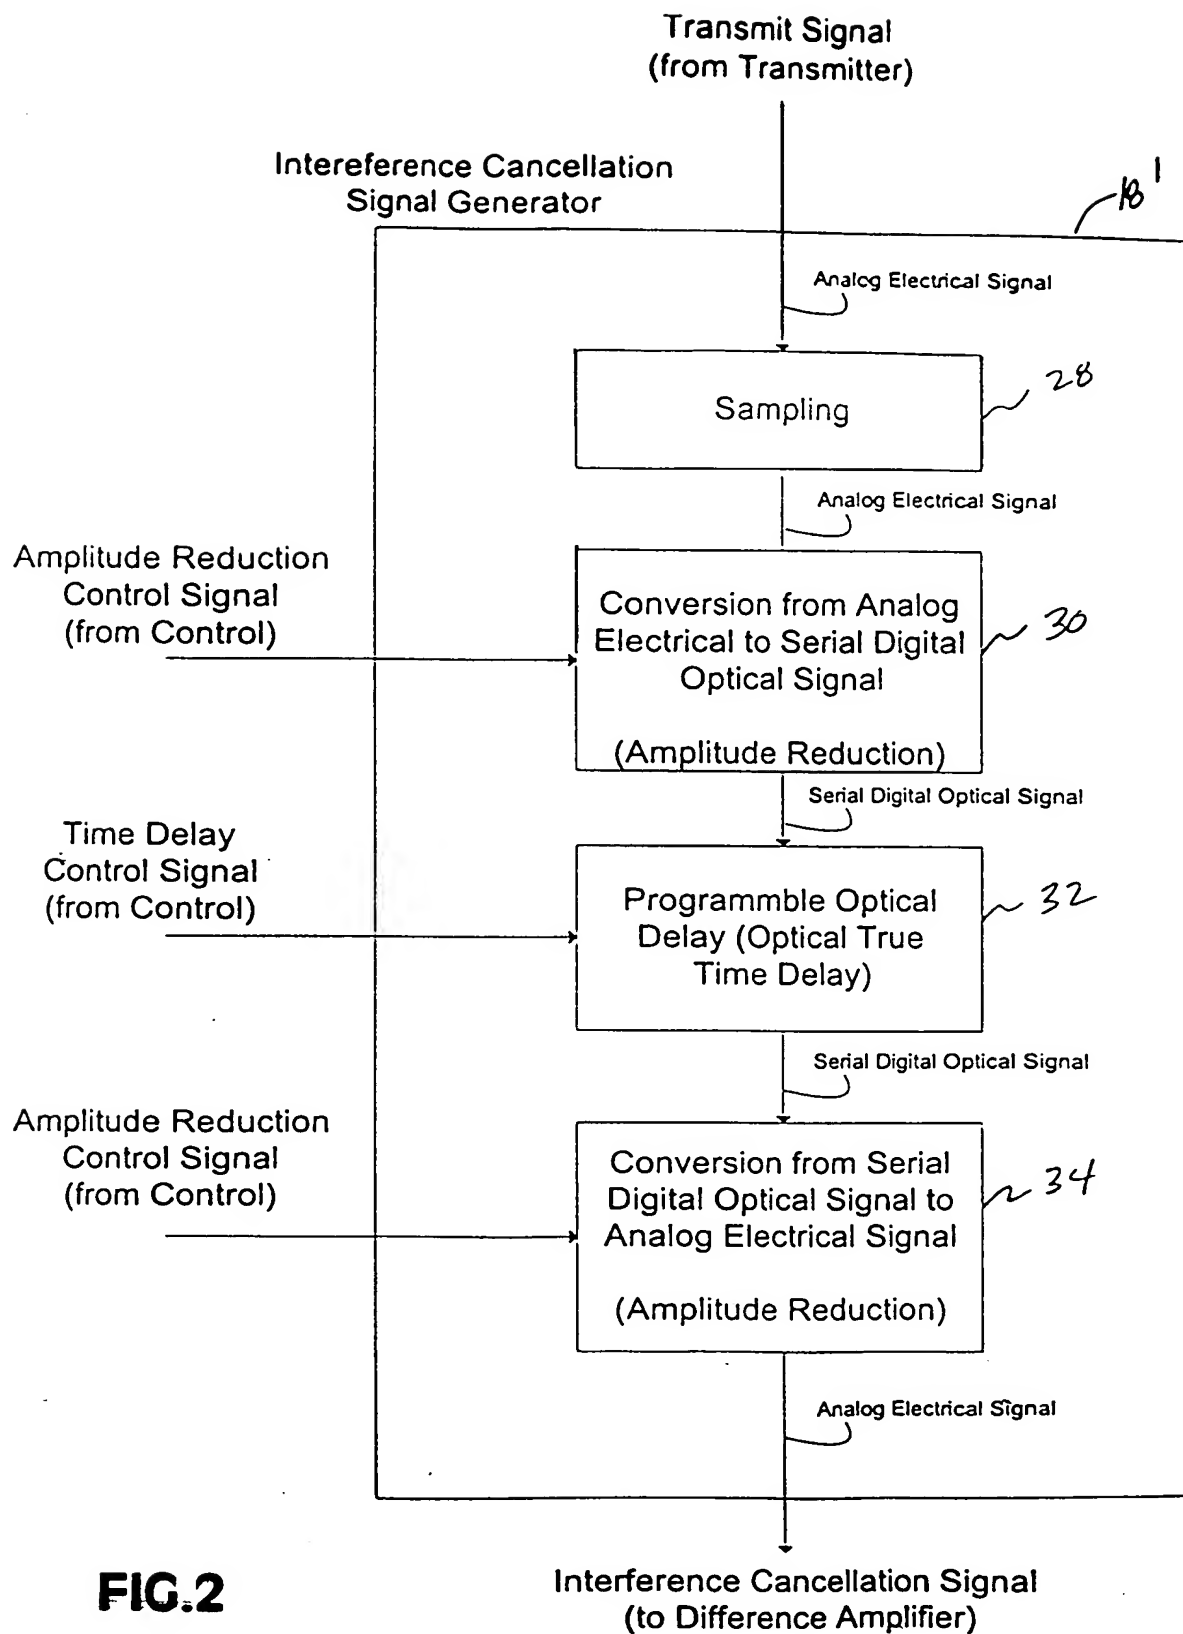 Transmit Signal
(from Transmitter)
Intereference Cancellation
Signal Generator
18'
Analog Electrical Signal
Sampling
28
Analog Electrical Signal
Amplitude Reduction
Control Signal
(from Control)
Conversion from Analog
Electrical to Serial Digital
Optical Signal
(Amplitude Reduction)
30
Serial Digital Optical Signal
Time Delay
Control Signal
(from Control)
Programmble Optical
Delay (Optical True
Time Delay)
32
Serial Digital Optical Signal
Amplitude Reduction
Control Signal
(from Control)
Conversion from Serial
Digital Optical Signal to
Analog Electrical Signal
(Amplitude Reduction)
34
Analog Electrical Signal
FIG.2
Interference Cancellation Signal
(to Difference Amplifier)